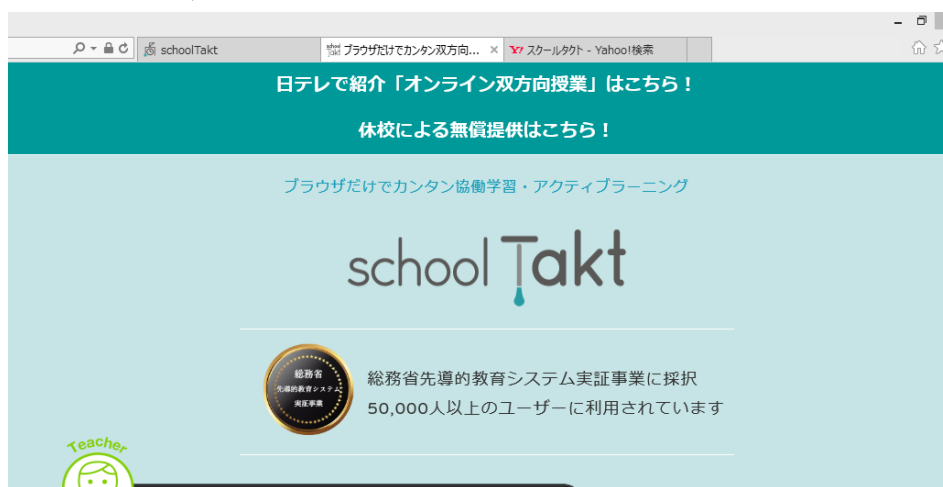 schoolTakt
ブラウザだけでカンタン双方向...
スクールタクト - Yahoo!検索
日テレで紹介「オンライン双方向授業」はこちら！
休校による無償提供はこちら！
ブラウザだけでカンタン協働学習・アクティブラーニング
school Takt
総務省
先導的教育システム
実証事業
総務省先導的教育システム実証事業に採択
50,000人以上のユーザーに利用されています
Teacher